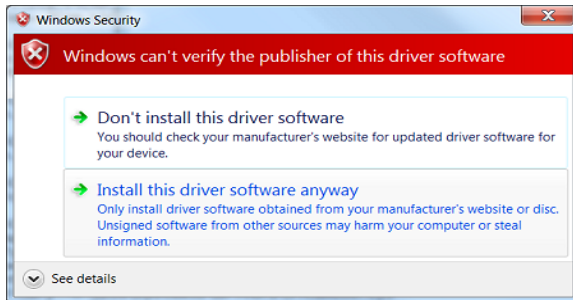 Windows Security
Windows can't verify the publisher of this driver software
Don't install this driver software
You should check your manufacturer's website for updated driver software for
your device.
Install this driver software anyway
Only install driver software obtained from your manufacturer's website or disc.
Unsigned software from other sources may harm your computer or steal
information.
See details